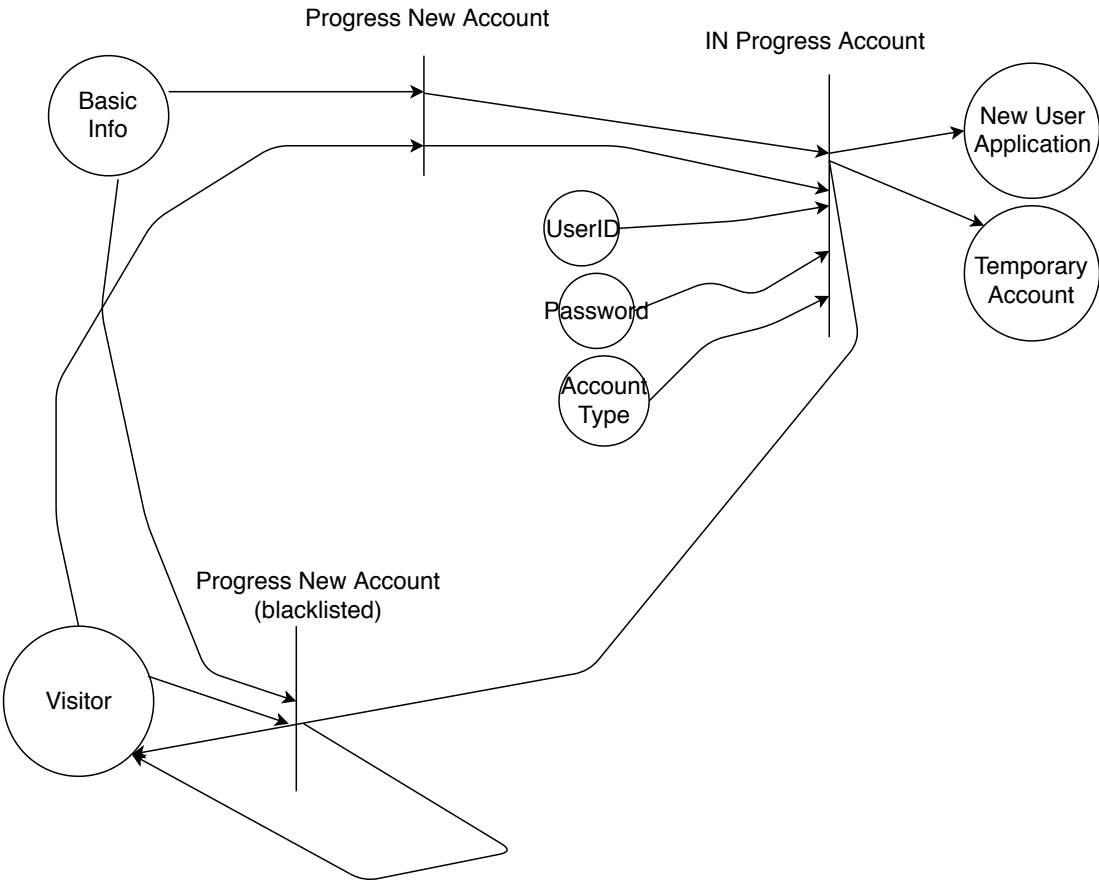 Progress New Account
IN Progress Account
Basic
Info
New User
Application
UserID
Temporary
Account
Password
Account
Type
Progress New Account
(blacklisted)
Visitor